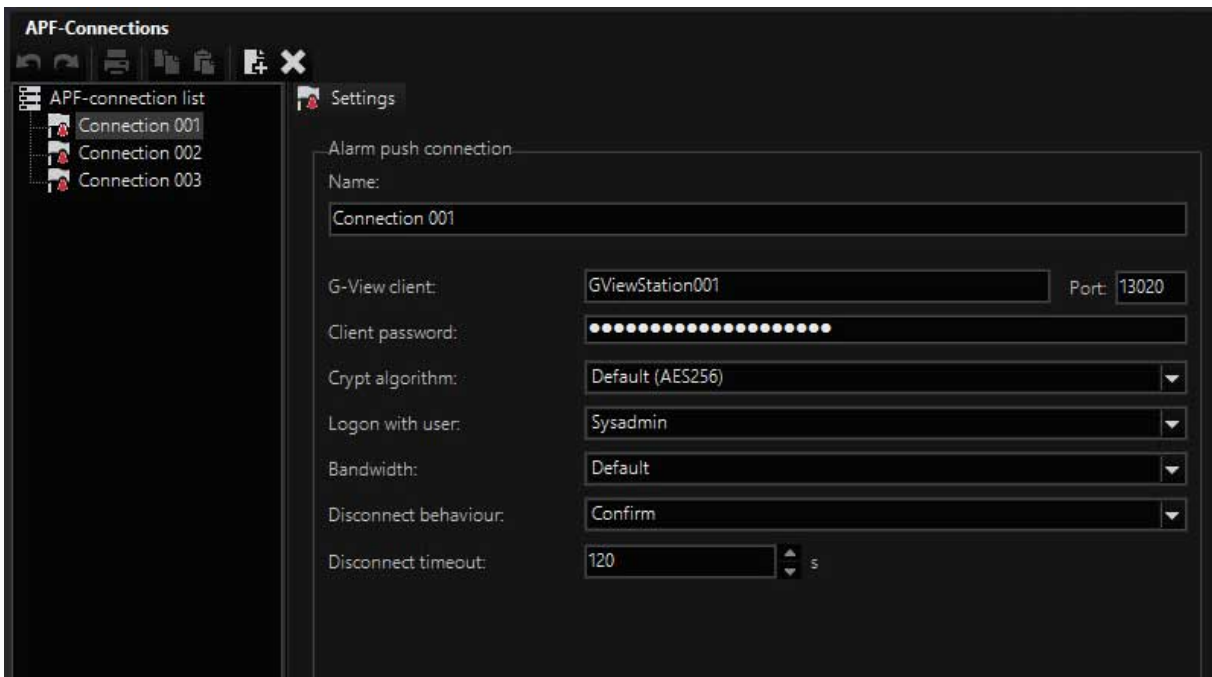 APF-Connections
APF-connection list
Connection 001
Connection 002
Connection 003
Settings
Alarm push connection
Name:
Connection 001
G-View client: GViewStation001 Port: 13020
Client password: ●●●●●●●●●●●●●●●●●●●●
Crypt algorithm: Default (AES256)
Logon with user: Sysadmin
Bandwidth: Default
Disconnect behaviour: Confirm
Disconnect timeout: 120 s